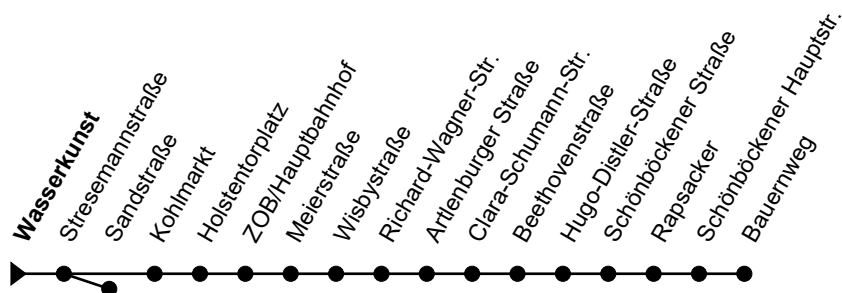 Wasserkunst
Stresemannstraße
Sandstraße
Kohlmarkt
Holstentorplatz
ZOB/Hauptbahnhof
Meierstraße
Wisbystraße
Richard-Wagner-Str.
Artlenburger Straße
Clara-Schumann-Str.
Beethovenstraße
Hugo-Distler-Straße
Schönböckener Straße
Rapsacker
Schönböckener Hauptstr.
Bauernweg